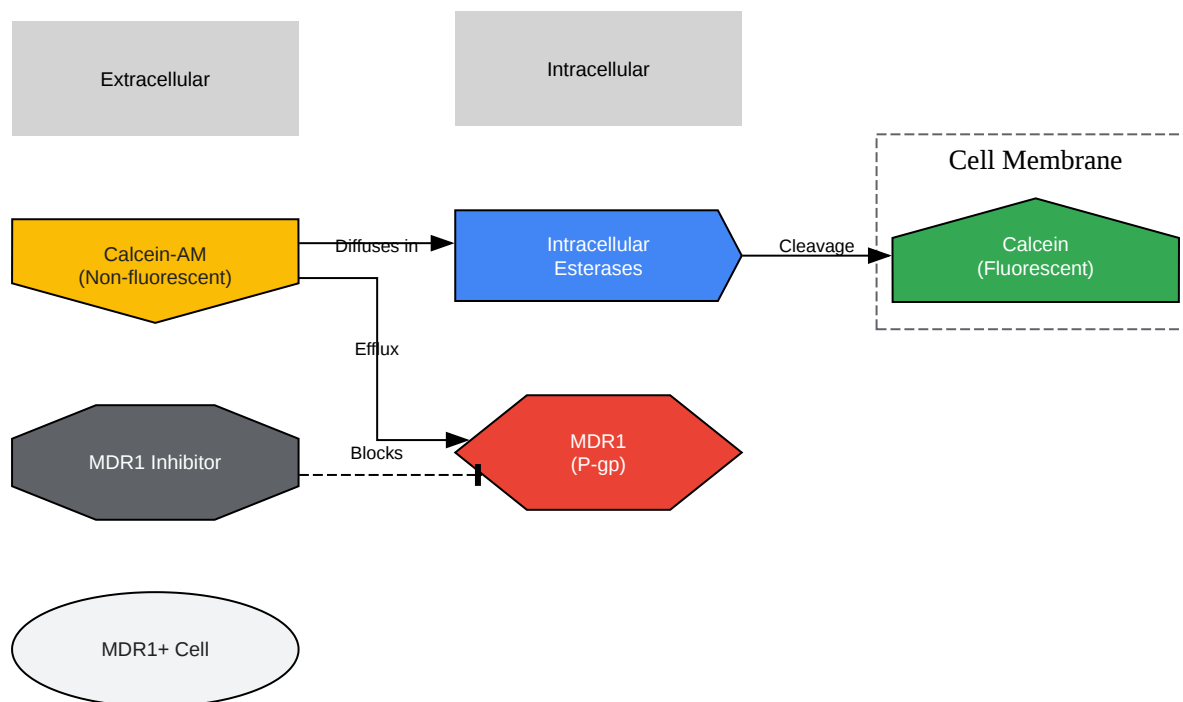 Extracellular
Intracellular
Cell Membrane
Calcein-AM
(Non-fluorescent)
Diffuses in
Intracellular
Esterases
Cleavage
Calcein
(Fluorescent)
Efflux
MDR1 Inhibitor
Blocks
MDR1
(P-gp)
MDR1+ Cell